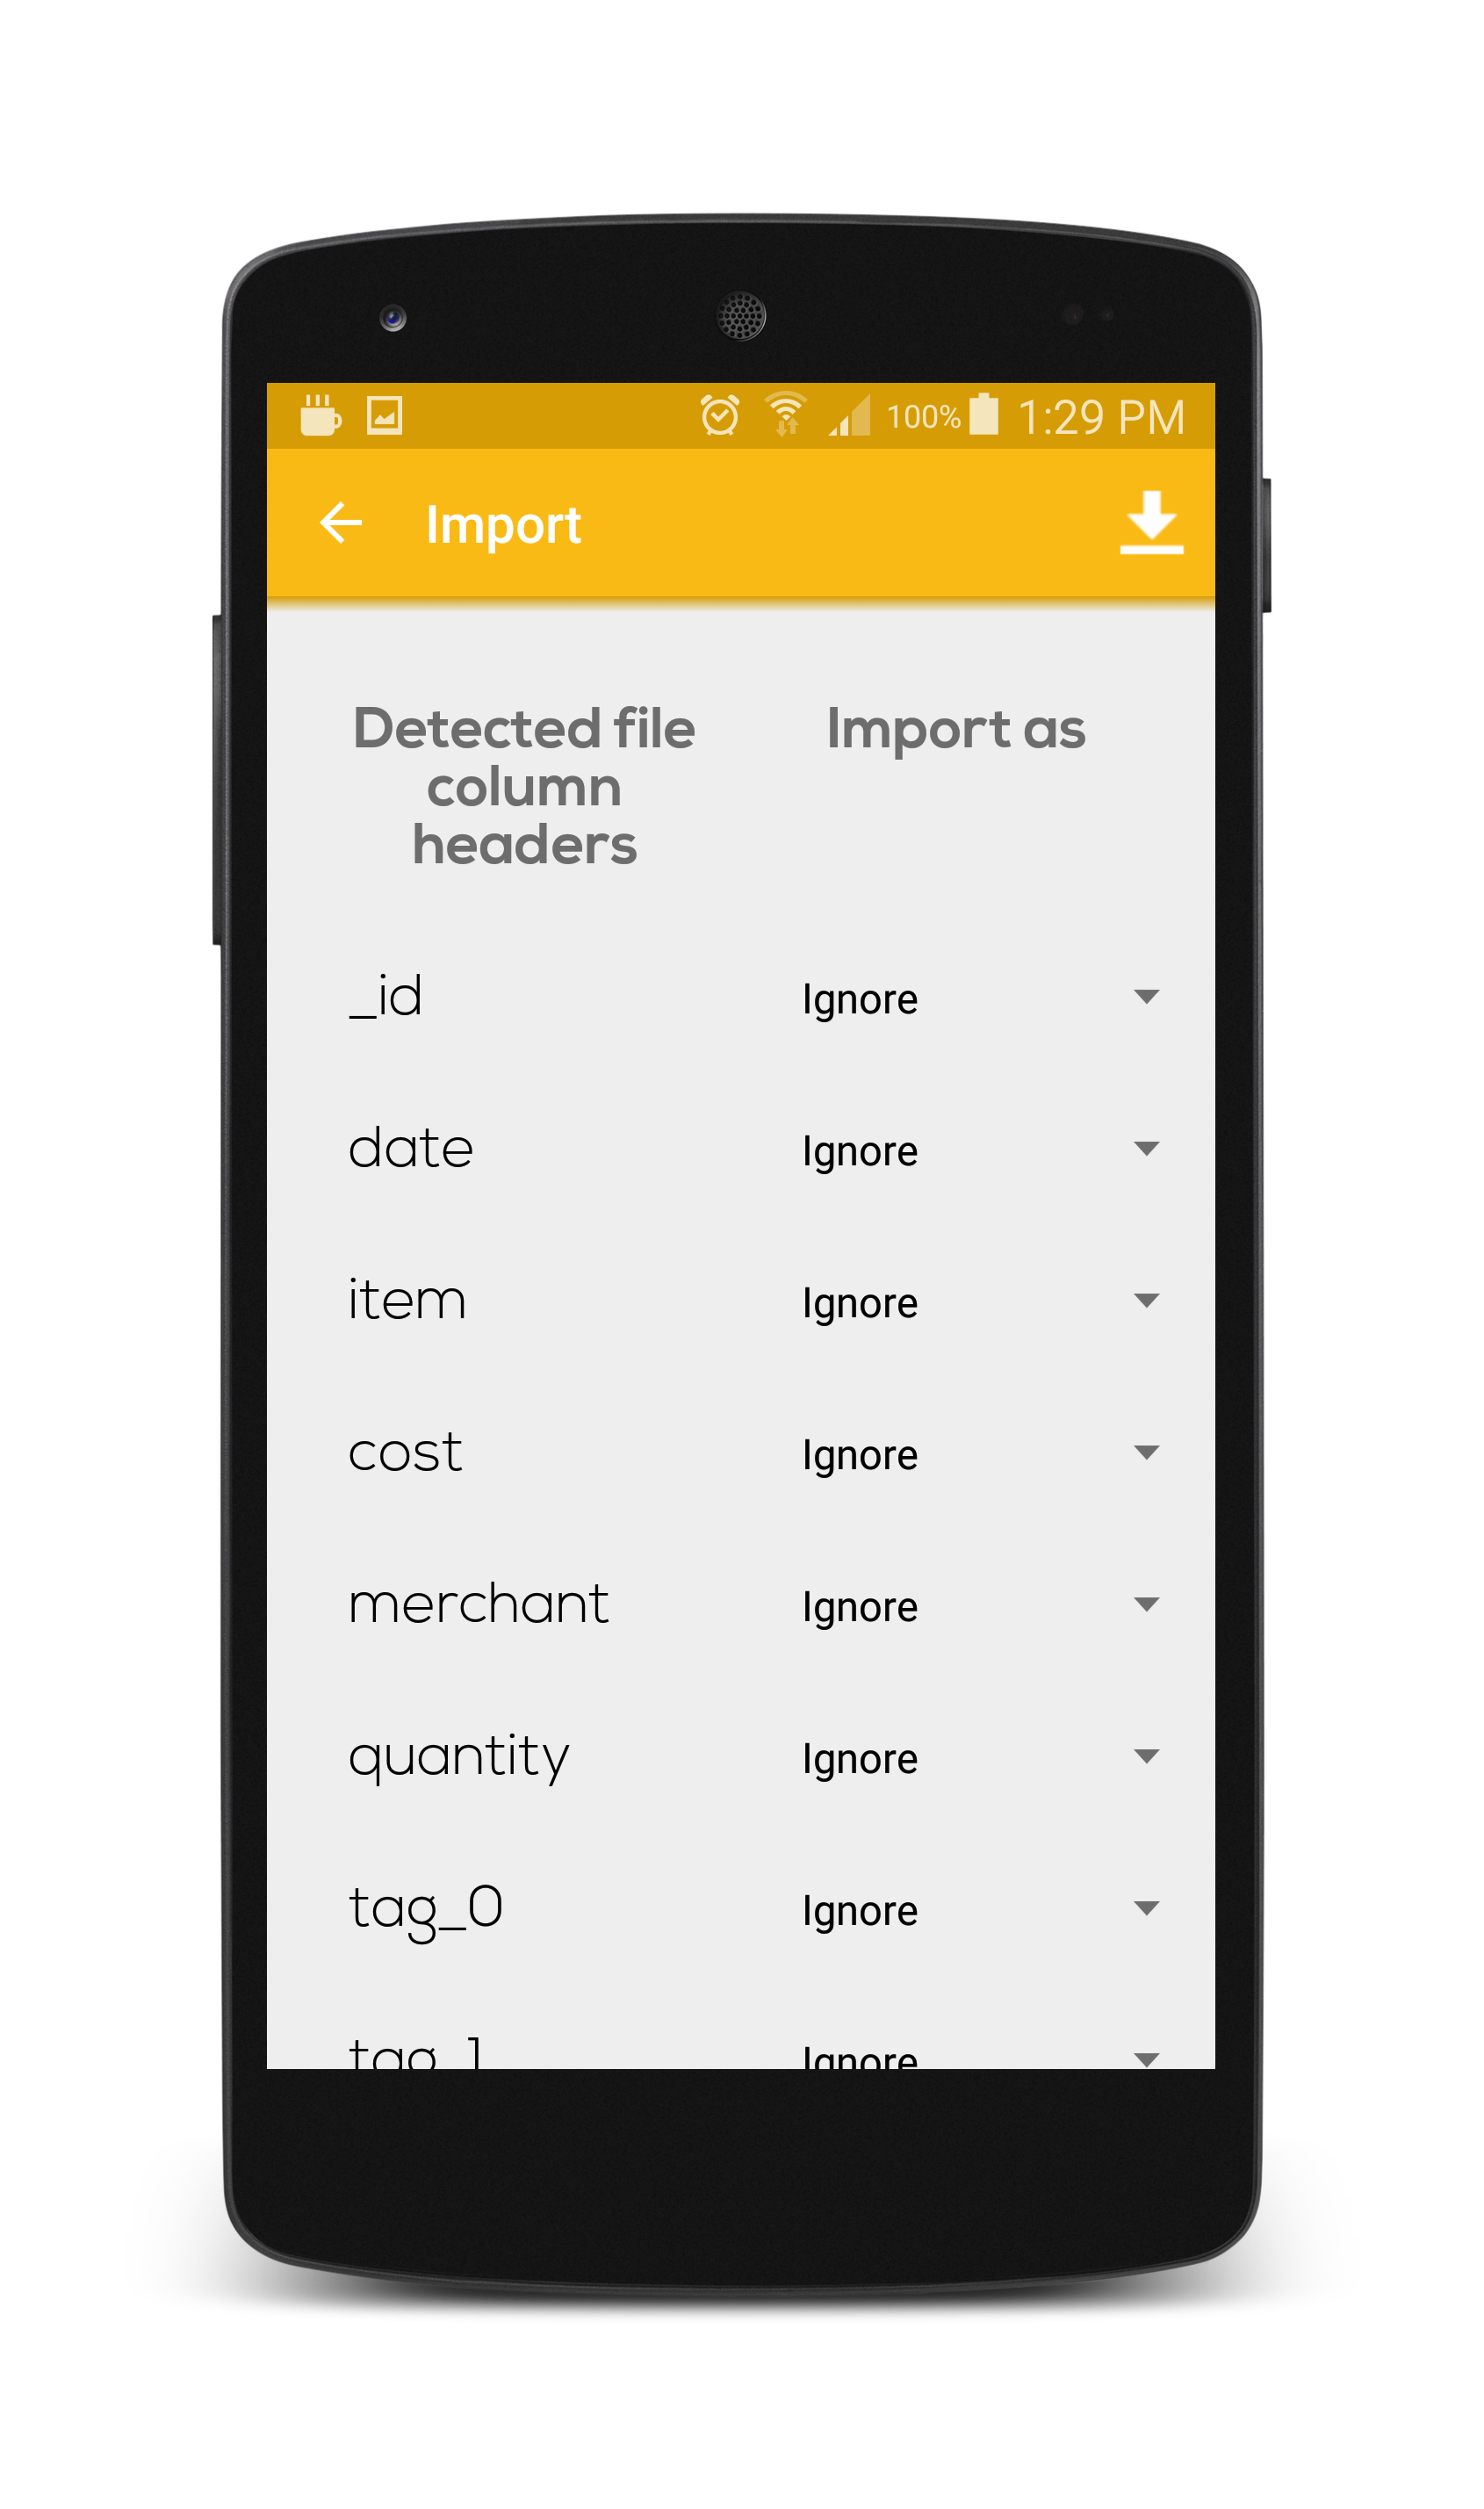 100% 1:29 PM
Import
Detected file column headers
Import as
_id Ignore
date Ignore
item Ignore
cost Ignore
merchant Ignore
quantity Ignore
tag_0 Ignore
tag_1 Ignore